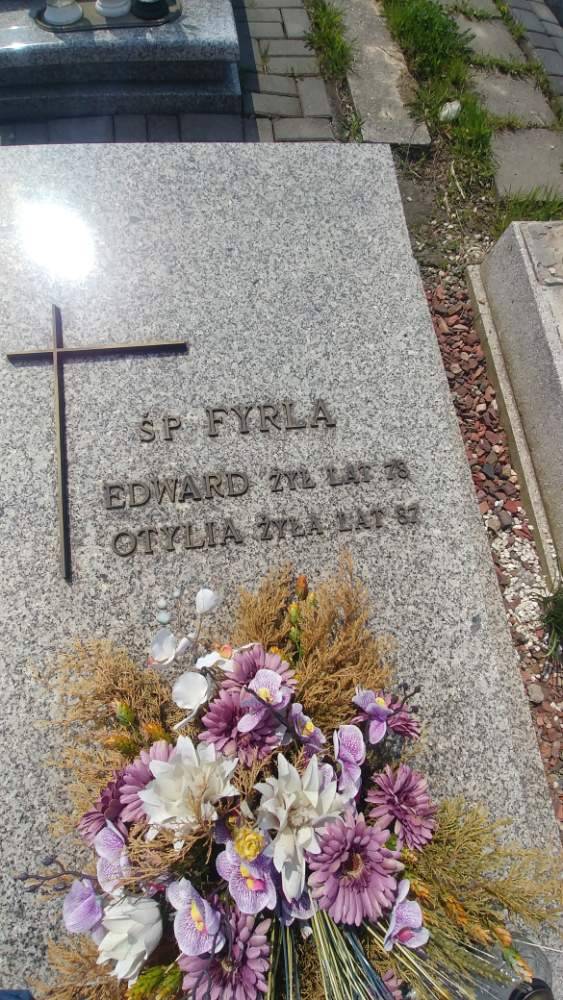 ŚP FYRLA
EDWARD ŻYŁ LAT 78
OTYLIA ŻYŁA LAT 87